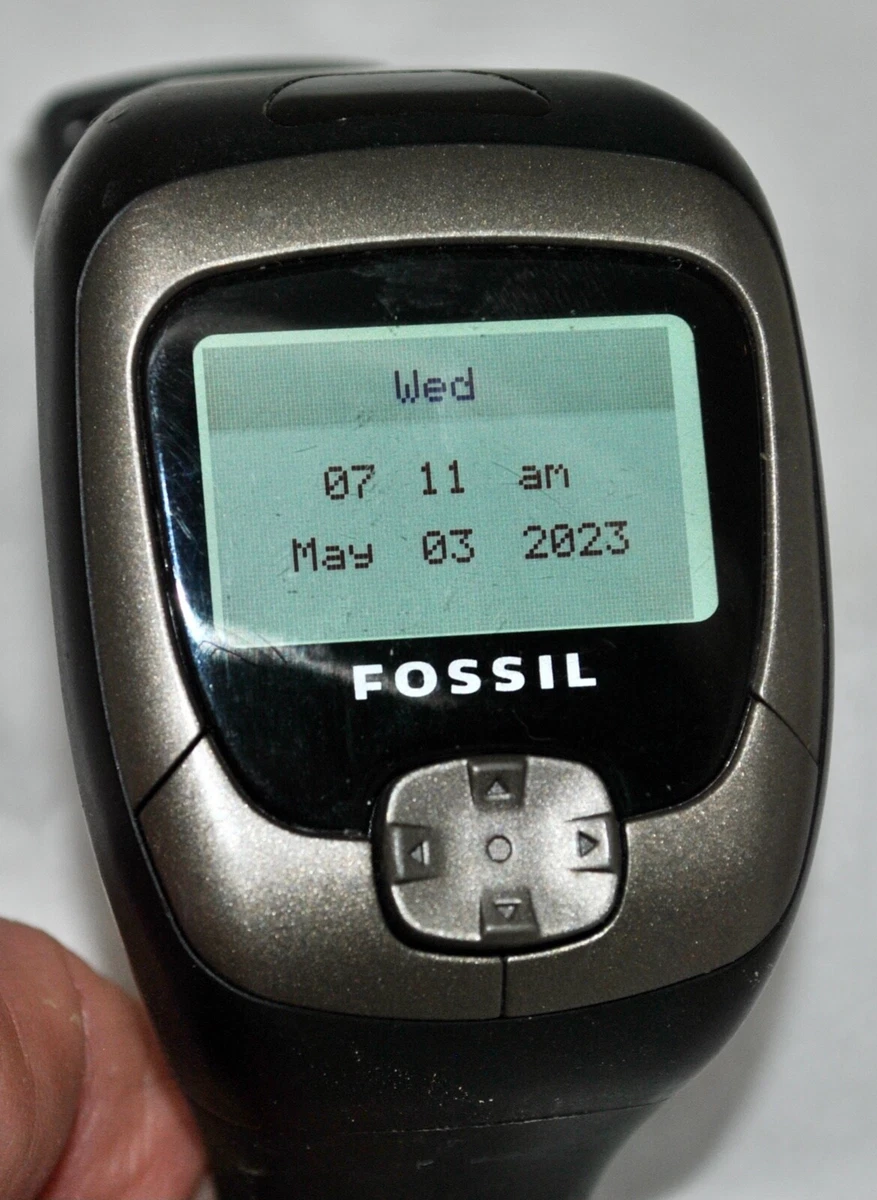 Wed
07 11 am
May 03 2023
FOSSIL